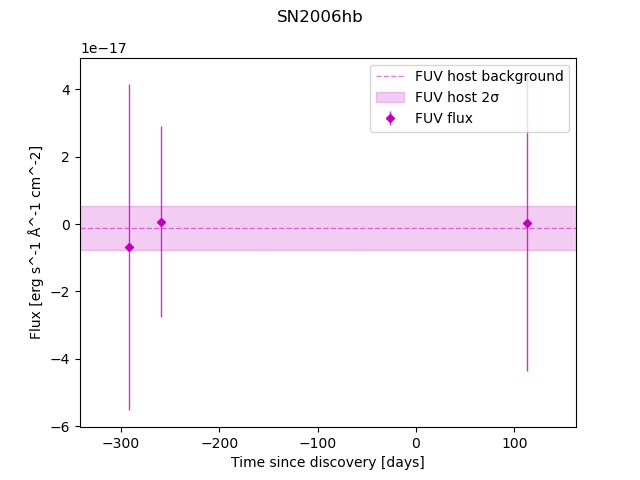 SN2006hb
1e−17
FUV host background
FUV host 2σ
FUV flux
4
2
0
−2
−4
−6
Flux [erg s^-1 Å^-1 cm^-2]
−300
−200
−100
0
100
Time since discovery [days]